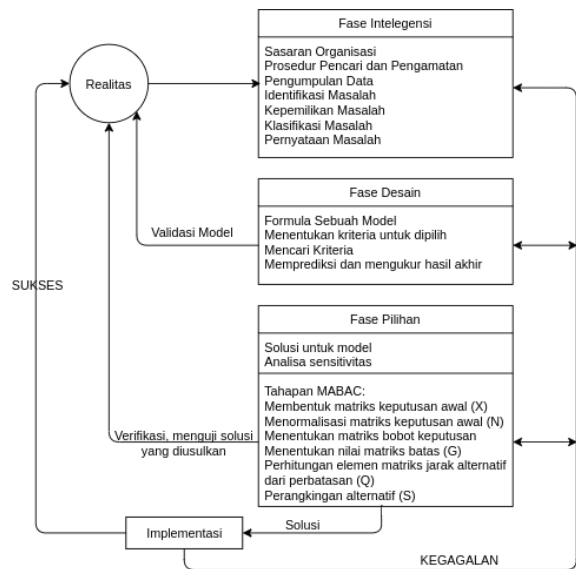 Fase Intelegensi
Sasaran Organisasi
Prosedur Pencari dan Pengamatan
Pengumpulan Data
Identifikasi Masalah
Kepemilikan Masalah
Klasifikasi Masalah
Pernyataan Masalah
Realitas
Fase Desain
Formula Sebuah Model
Menentukan kriteria untuk dipilih
Mencari Kriteria
Memprediksi dan mengukur hasil akhir
Validasi Model
SUKSES
Fase Pilihan
Solusi untuk model
Analisa sensitivitas
Tahapan MABAC:
Membentuk matriks keputusan awal (X)
Menormalisasi matriks keputusan awal (N)
Menentukan matriks bobot keputusan
Menentukan nilai matriks batas (G)
Perhitungan elemen matriks jarak alternatif
dari perbatasan (Q)
Perangkingan alternatif (S)
Verifikasi, menguji solusi
yang diusulkan
Solusi
Implementasi
KEGAGALAN